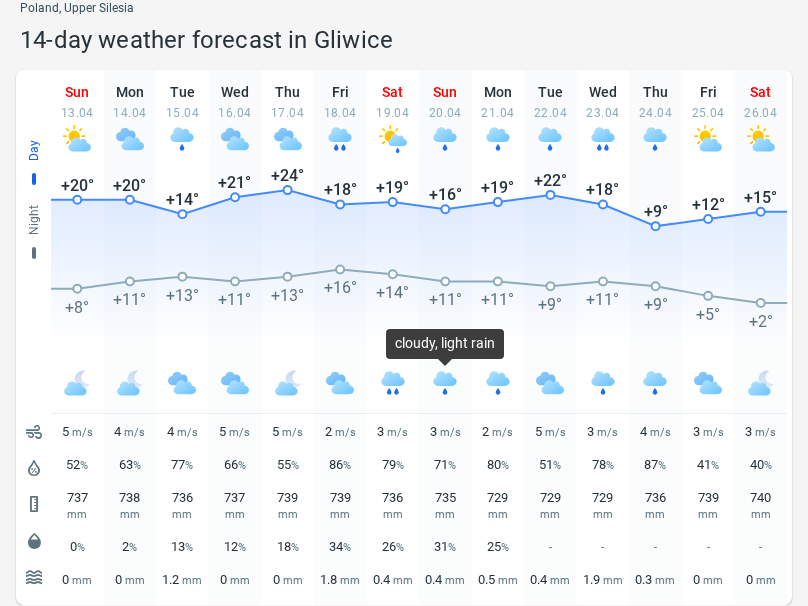 Poland, Upper Silesia
14-day weather forecast in Gliwice
Sun Mon Tue Wed Thu Fri Sat Sun Mon Tue Wed Thu Fri Sat
13.04 14.04 15.04 16.04 17.04 18.04 19.04 20.04 21.04 22.04 23.04 24.04 25.04 26.04
Day
+20° +20° +14° +21° +24° +18° +19° +16° +19° +22° +18° +9° +12° +15°
Night
+8° +11° +13° +11° +13° +16° +14° +11° +11° +9° +11° +9° +5° +2°
cloudy, light rain
5 m/s 4 m/s 4 m/s 5 m/s 5 m/s 2 m/s 3 m/s 3 m/s 2 m/s 5 m/s 3 m/s 4 m/s 3 m/s 3 m/s
52% 63% 77% 66% 55% 86% 79% 71% 80% 51% 78% 87% 41% 40%
737 738 736 737 739 739 736 735 729 729 729 736 739 740
mm mm mm mm mm mm mm mm mm mm mm mm mm mm
0% 2% 13% 12% 18% 34% 26% 31% 25% - - - - -
0 mm 0 mm 1.2 mm 0 mm 0 mm 1.8 mm 0.4 mm 0.4 mm 0.5 mm 0.4 mm 1.9 mm 0.3 mm 0 mm 0 mm